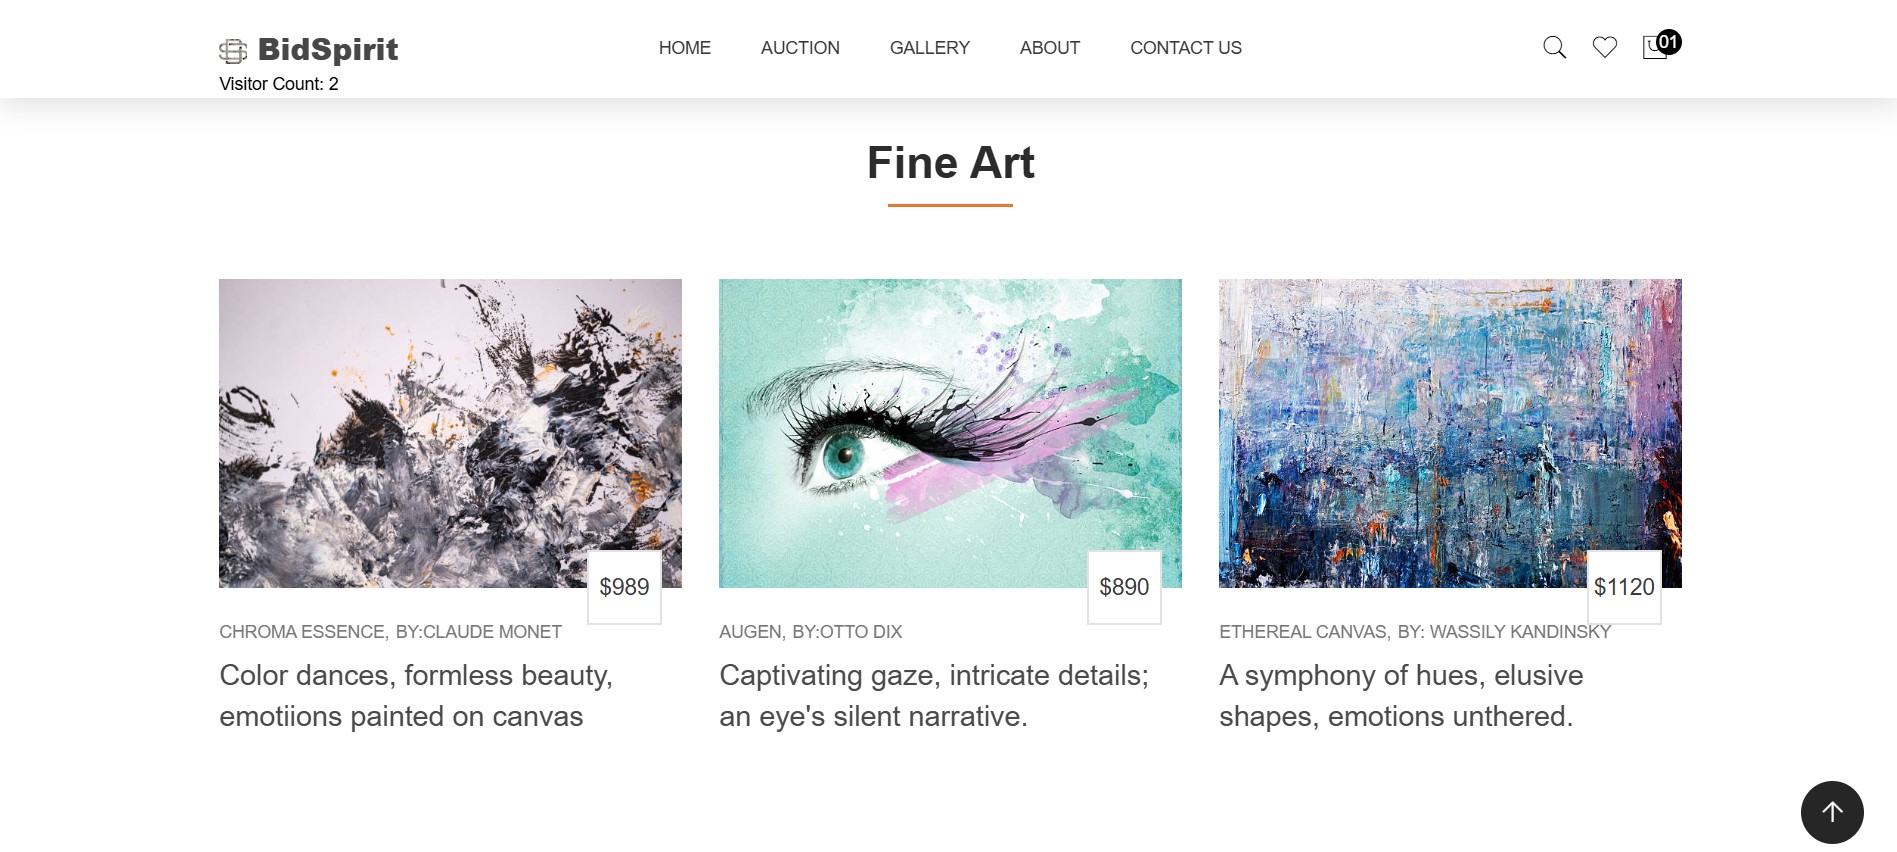 BidSpirit
Visitor Count: 2
HOME AUCTION GALLERY ABOUT CONTACT US
01
Fine Art
$989
CHROMA ESSENCE, BY:CLAUDE MONET
Color dances, formless beauty,
emotiions painted on canvas
$890
AUGEN, BY:OTTO DIX
Captivating gaze, intricate details;
an eye's silent narrative.
$1120
ETHEREAL CANVAS, BY: WASSILY KANDINSKY
A symphony of hues, elusive
shapes, emotions unthered.